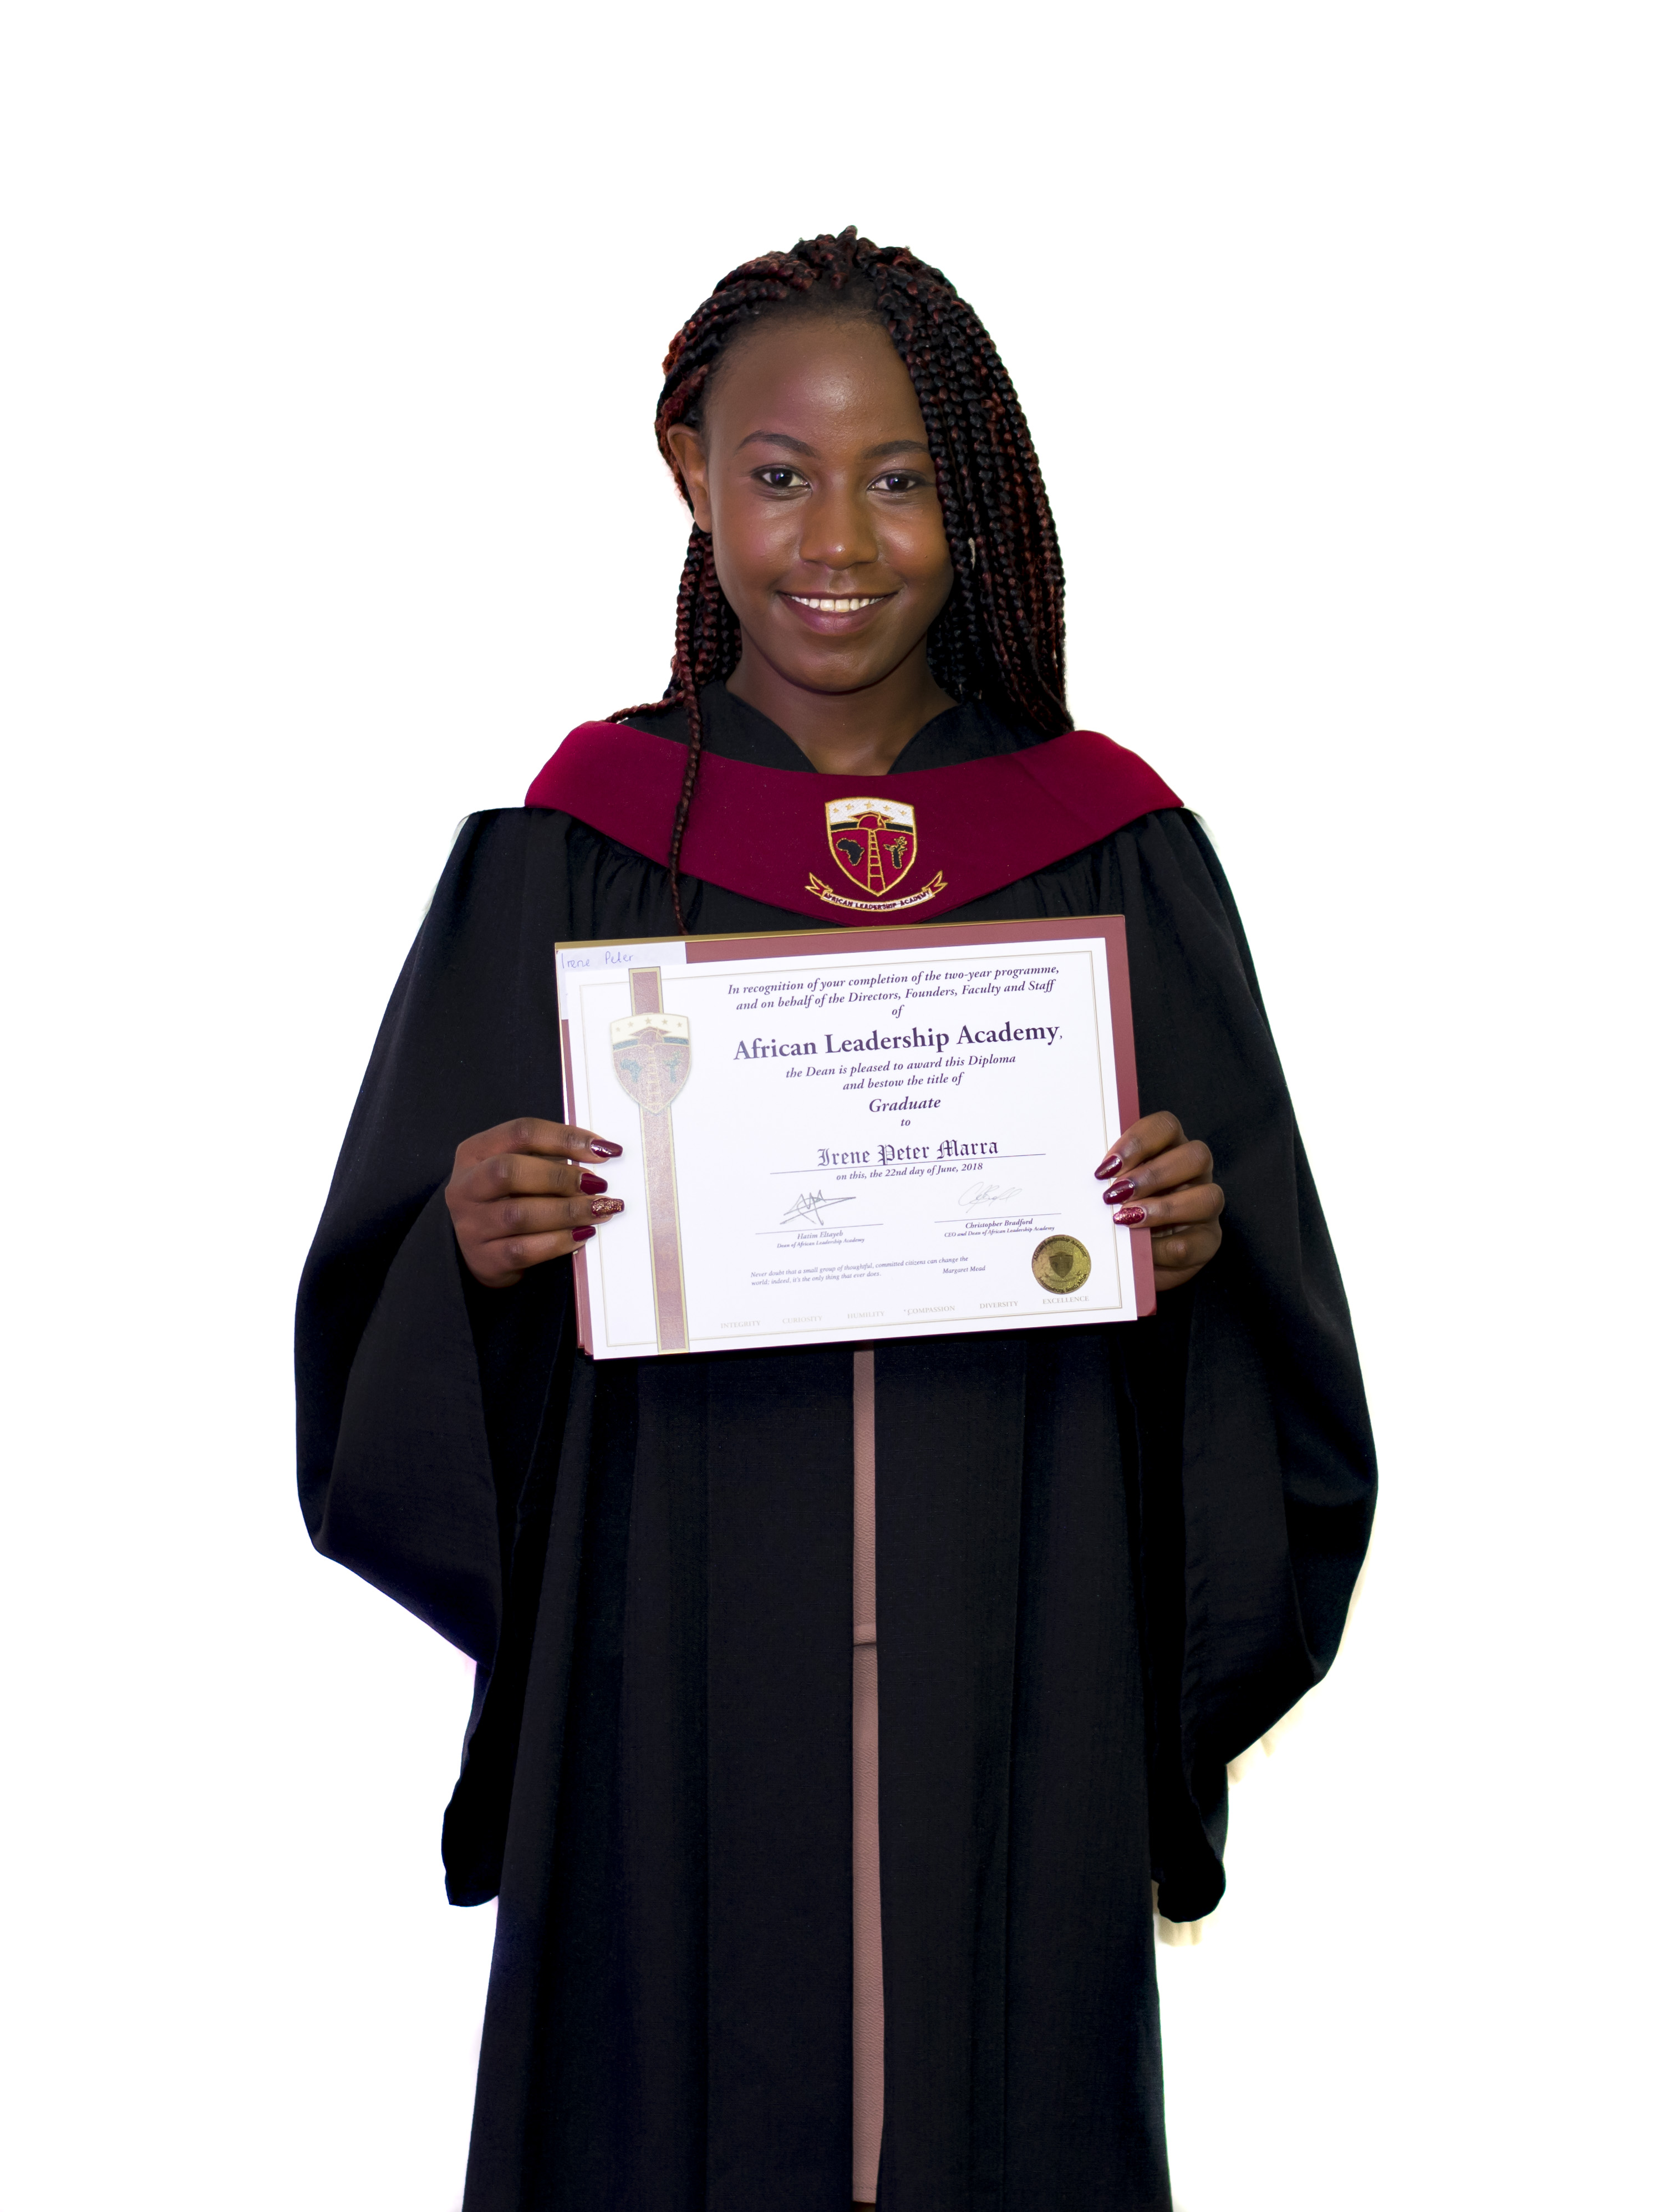 AFRICAN LEADERSHIP ACADEMY
Irene Peter
In recognition of your completion of the two-year programme,
and on behalf of the Directors, Founders, Faculty and Staff
of
African Leadership Academy,
the Dean is pleased to award this Diploma
and bestow the title of
Graduate
to
Irene Peter Marra
on this, the 22nd day of June, 2018
Hatim Eltayeb
Dean of African Leadership Academy
Christopher Bradford
CEO and Dean of African Leadership Academy
Never doubt that a small group of thoughtful, committed citizens can change the
world; indeed, it's the only thing that ever does.
Margaret Mead
INTEGRITY CURIOSITY HUMILITY COMPASSION DIVERSITY EXCELLENCE